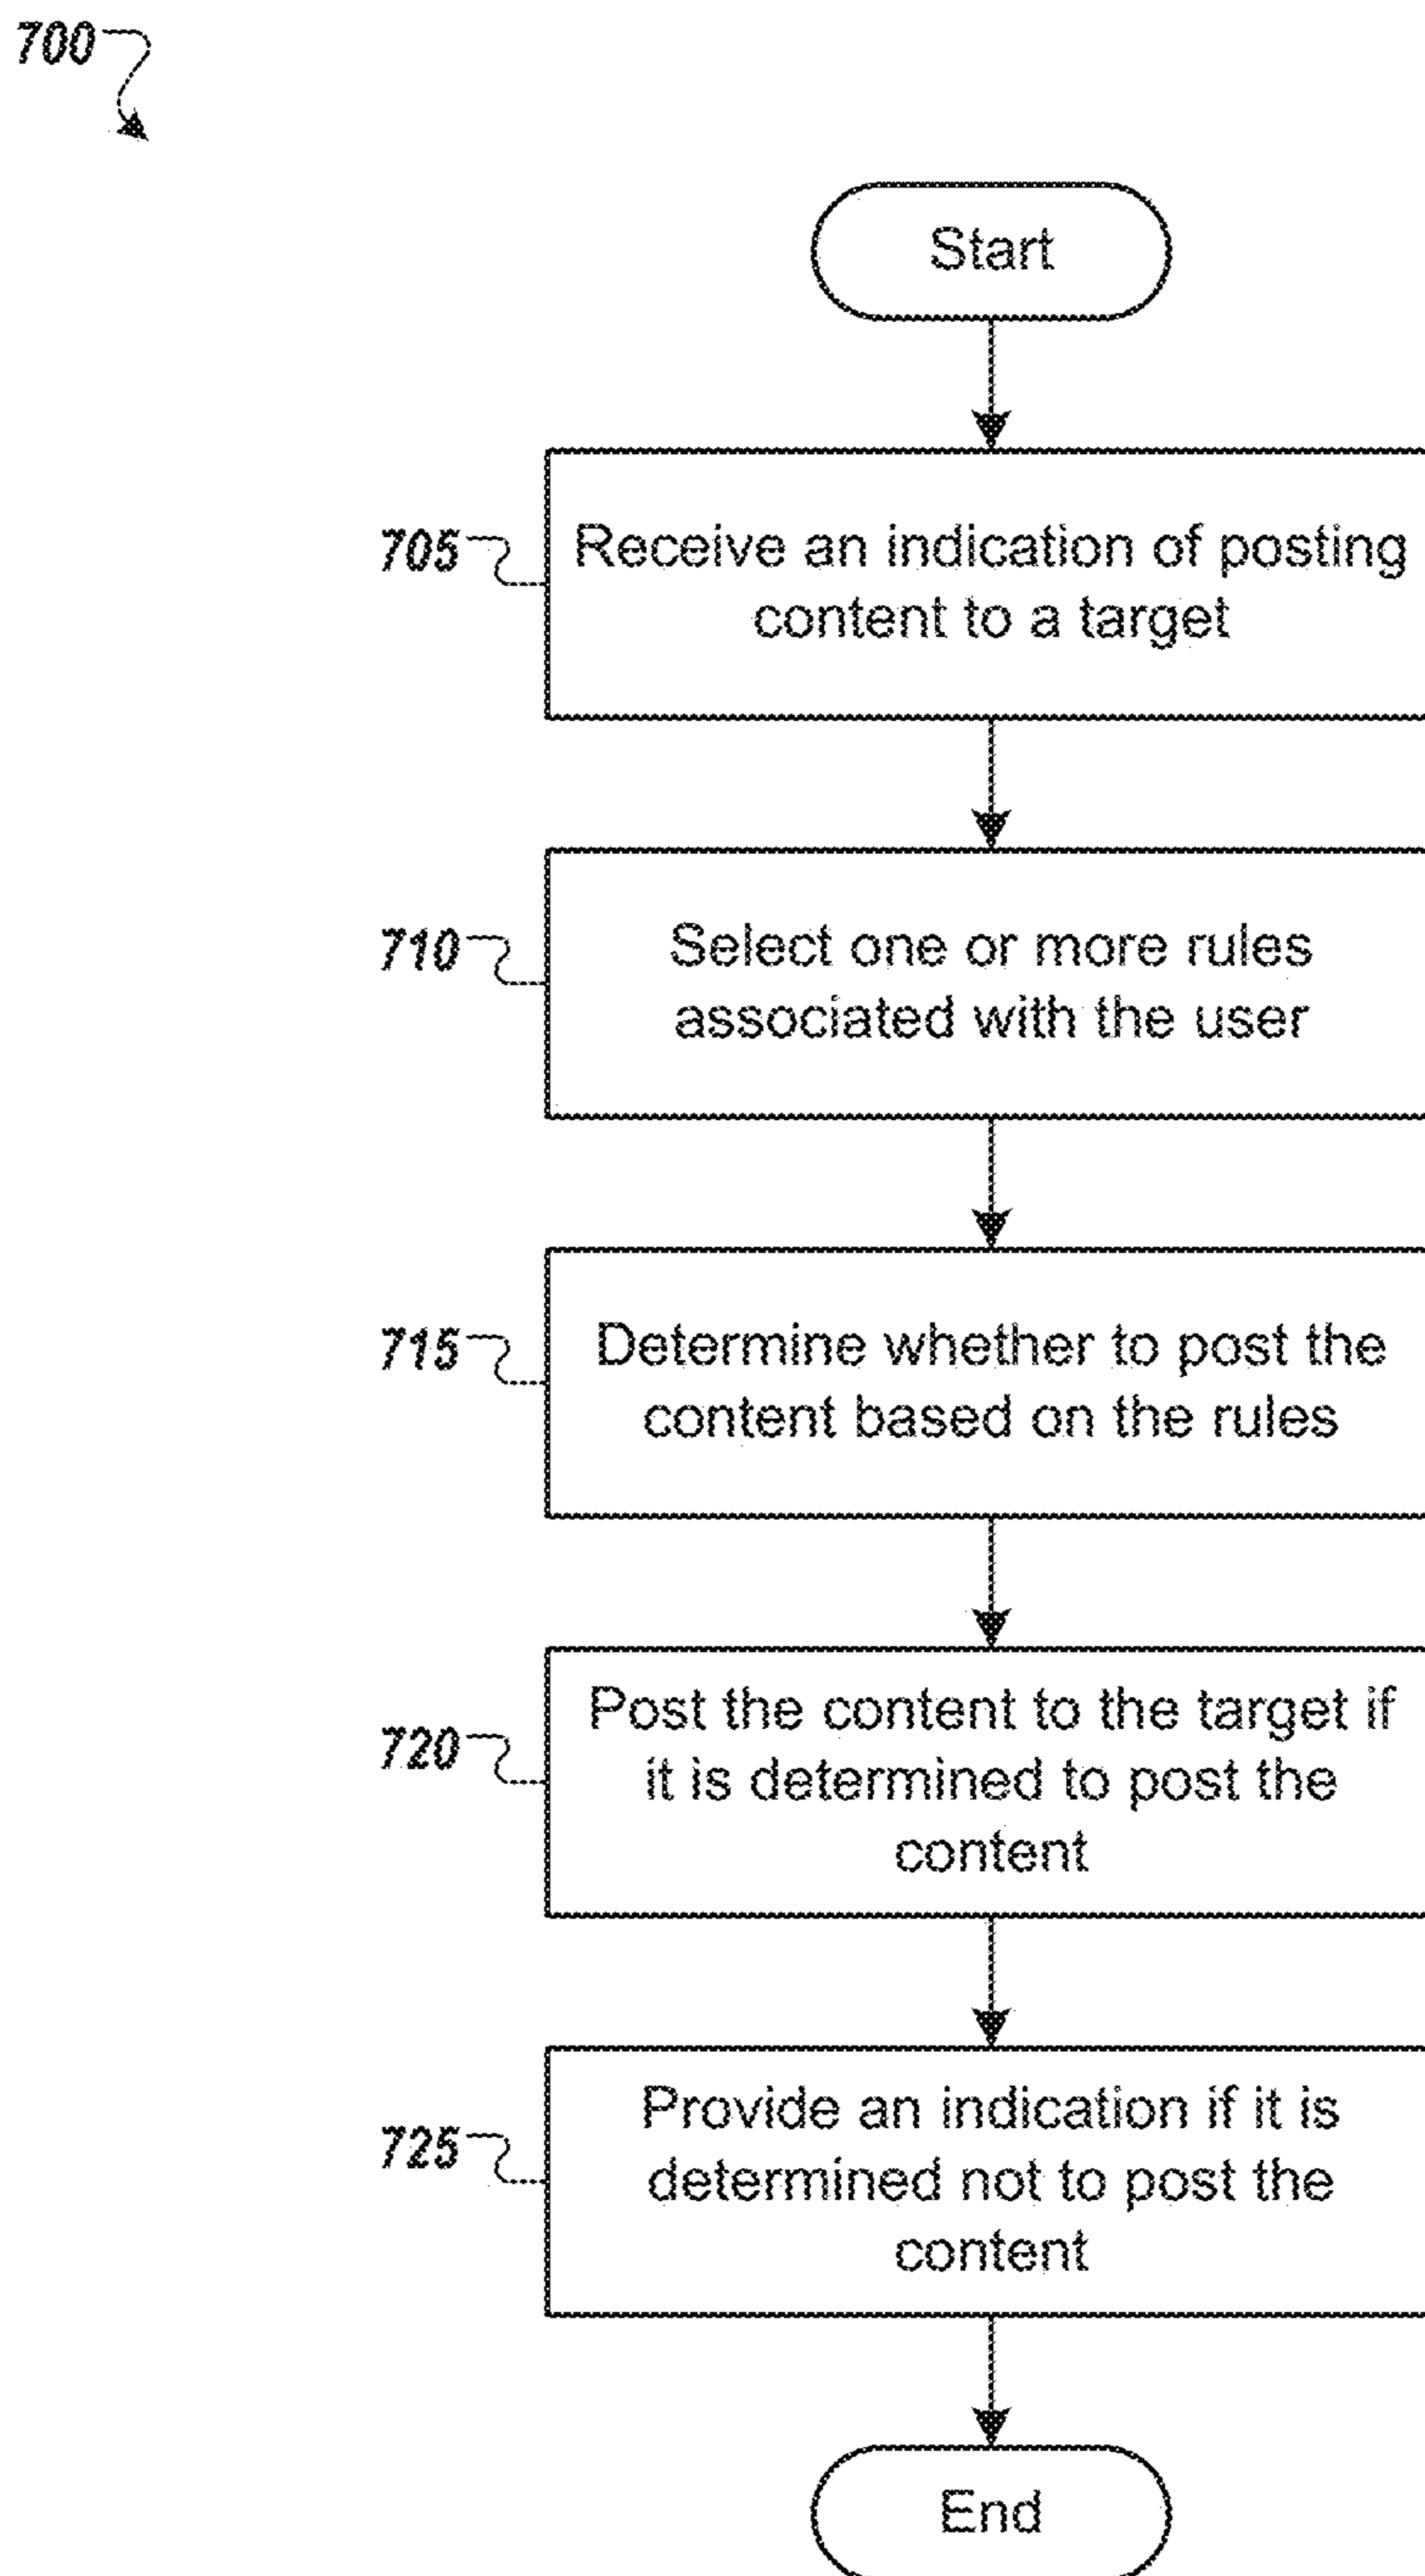 700
Start
705
Receive an indication of posting
content to a target
710
Select one or more rules
associated with the user
715
Determine whether to post the
content based on the rules
720
Post the content to the target if
it is determined to post the
content
725
Provide an indication if it is
determined not to post the
content
End